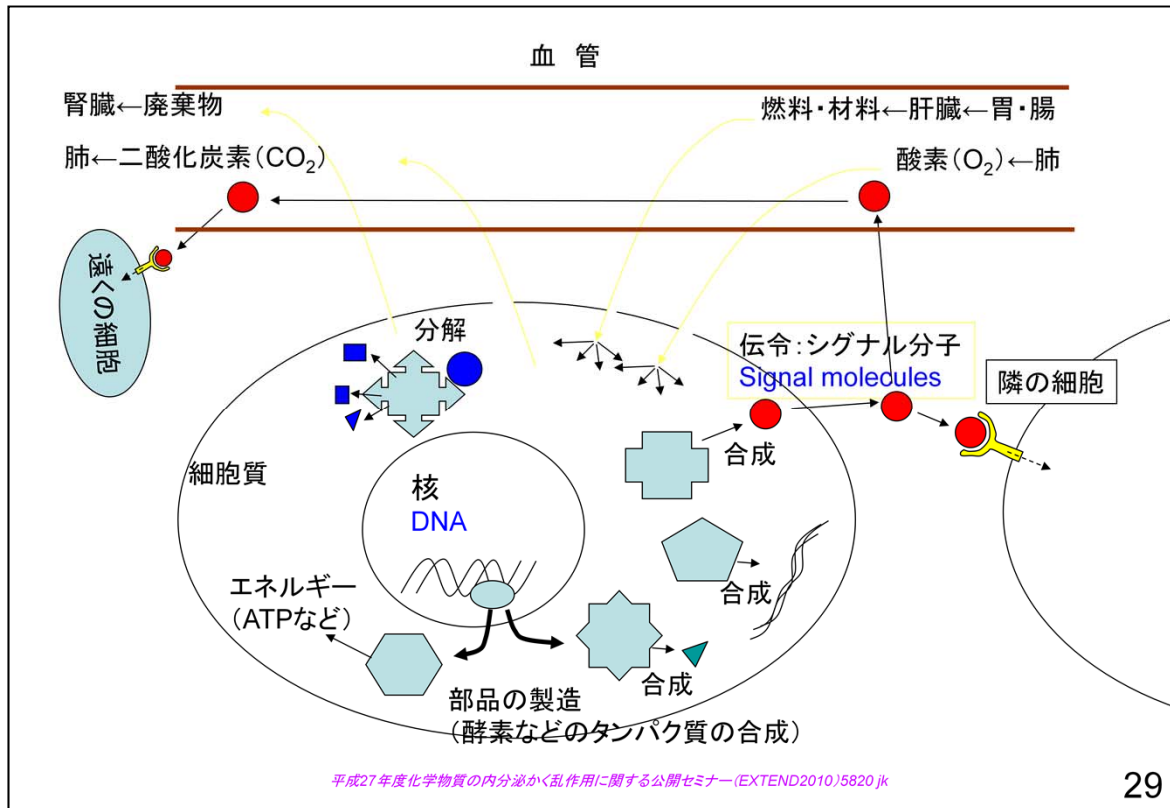 血 管
腎臓←廃棄物
燃料・材料←肝臓←胃・腸
肺←二酸化炭素(CO₂)
酸素(O₂)←肺
遠くの細胞
分解
伝令:シグナル分子
Signal molecules
隣の細胞
合成
細胞質
核
DNA
合成
エネルギー
(ATPなど)
合成
部品の製造
(酵素などのタンパク質の合成)
平成27年度化学物質の内分泌かく乱作用に関する公開セミナー(EXTEND2010)5820 jk
29